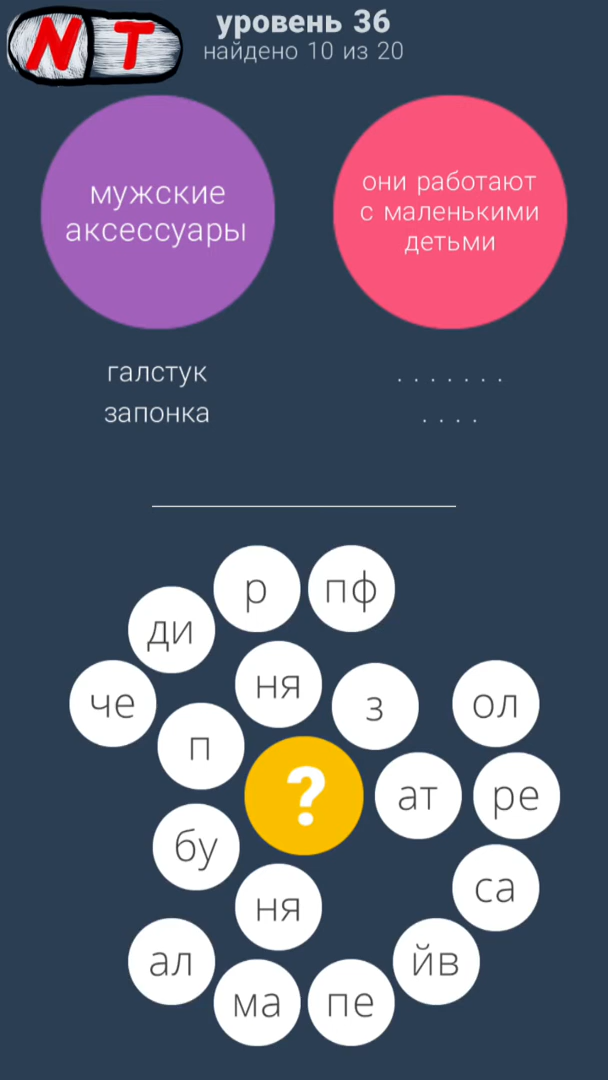 NT
уровень 36
найдено 10 из 20
мужские
аксессуары
они работают
с маленькими
детьми
галстук
запонка
. . . . . . .
. . . .
р
пф
ди
ня
че
з
ол
п
?
ат
ре
бу
са
ня
ал
йв
ма
пе